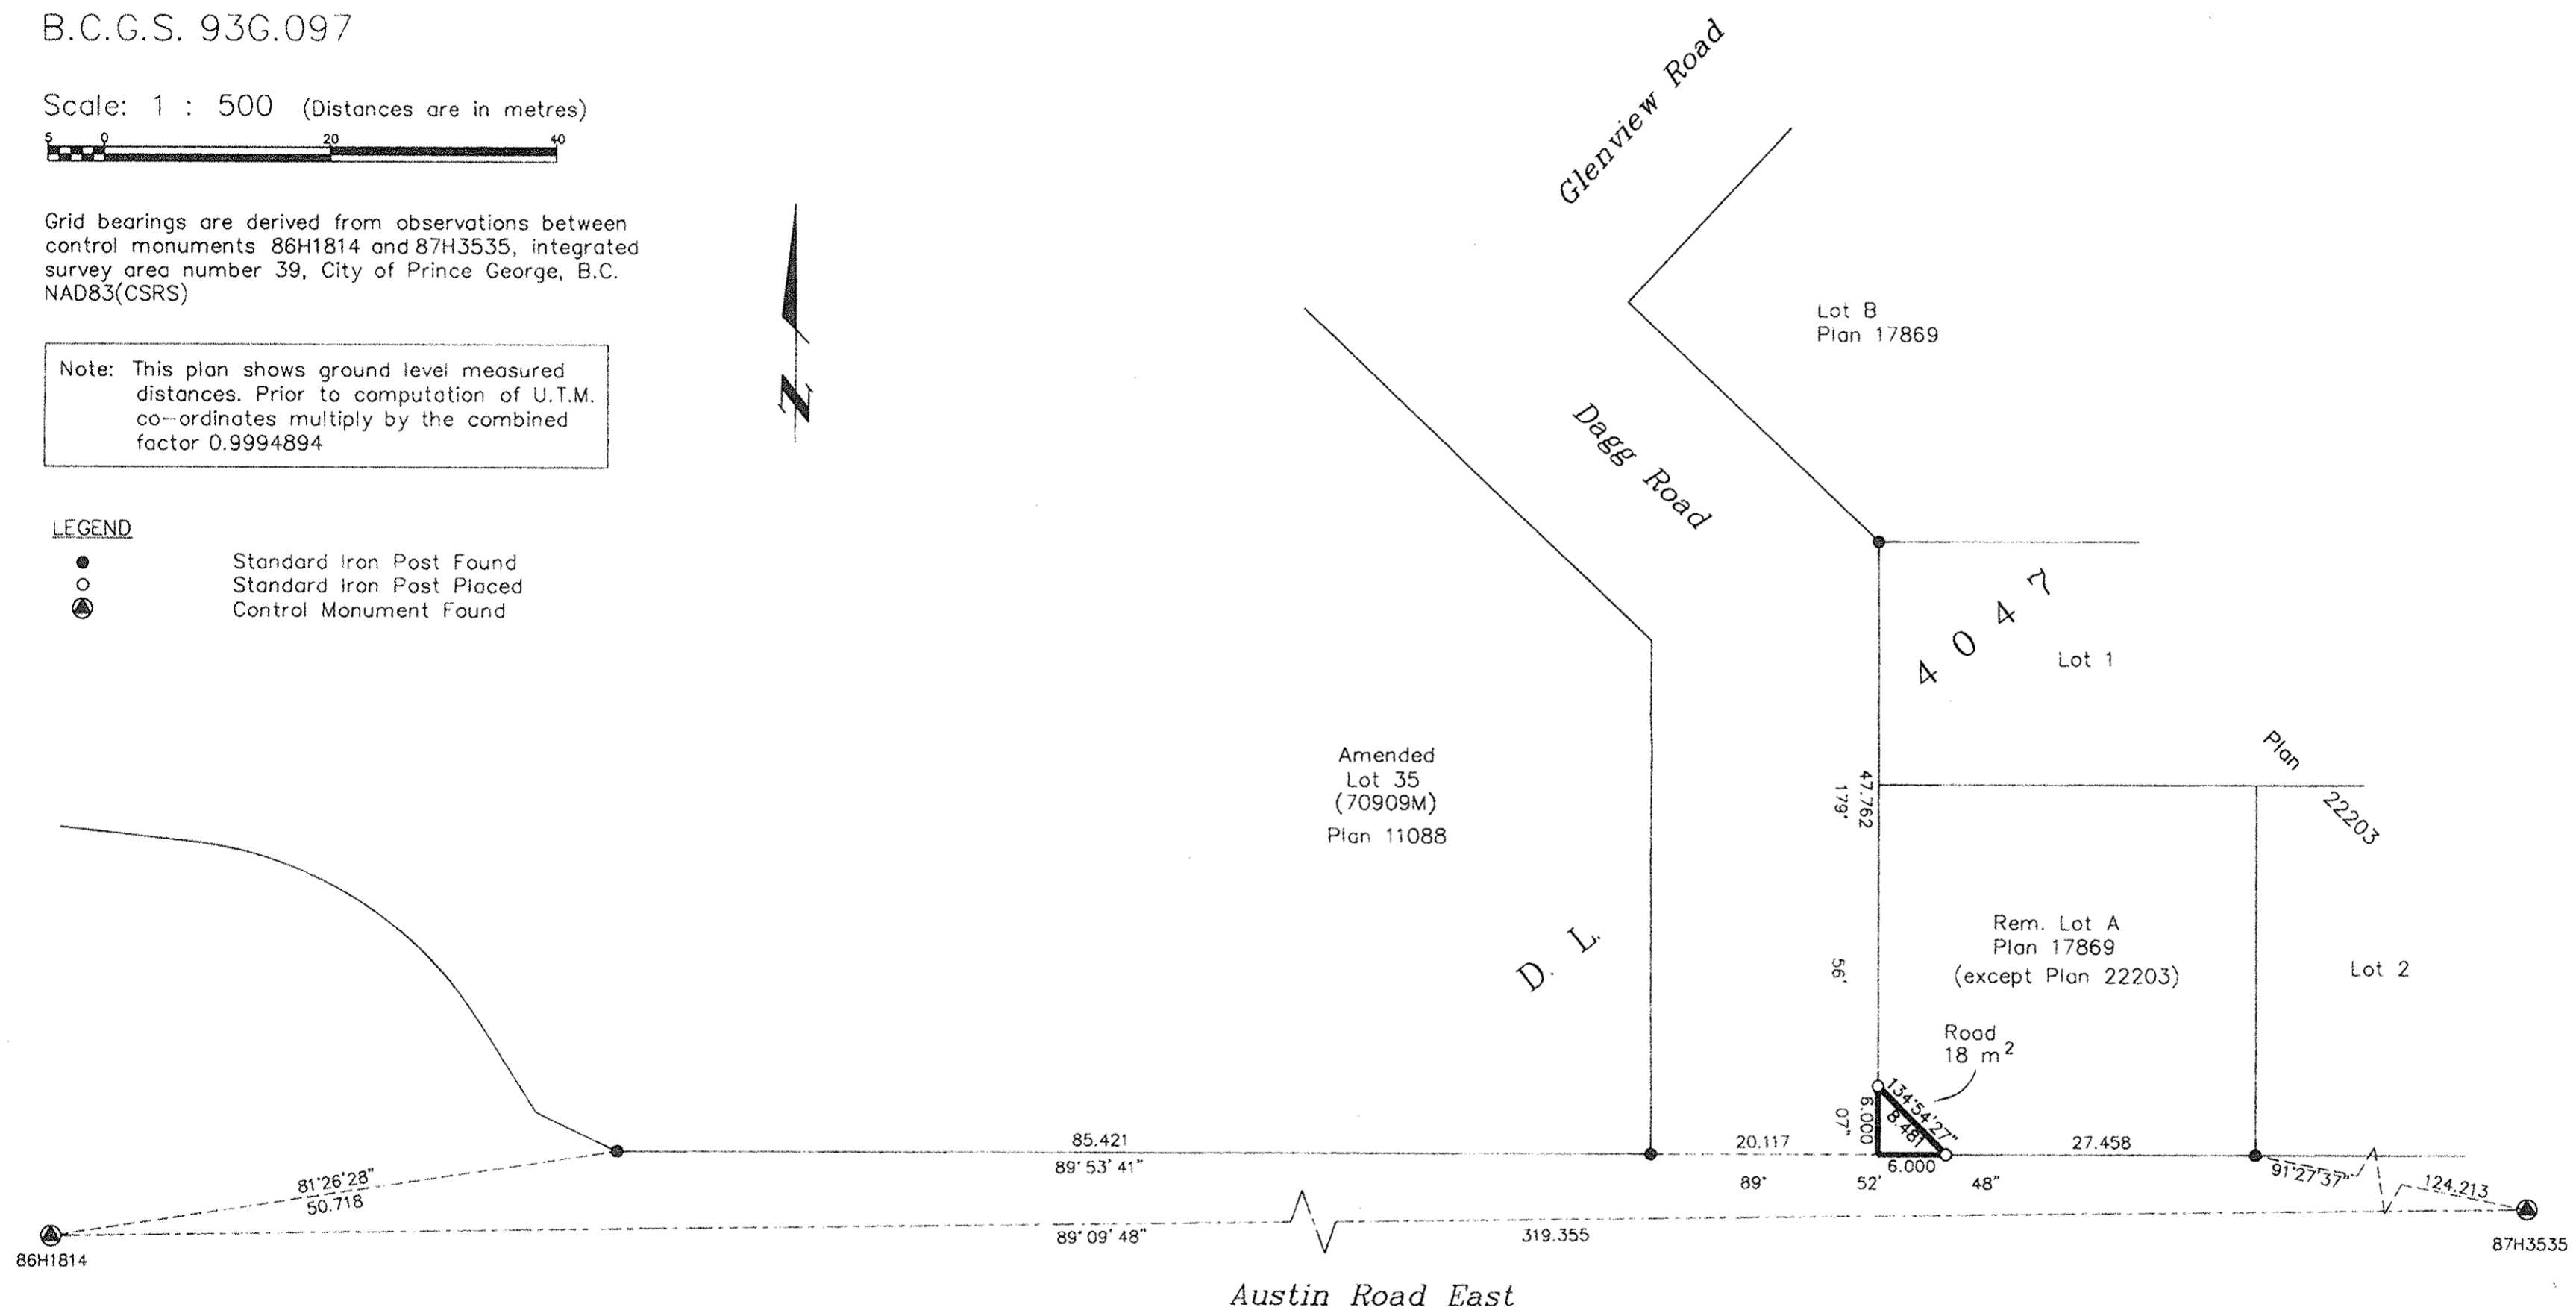 B.C.G.S. 93G.097
Scale: 1 : 500 (Distances are in metres)
5 0 20 40
Grid bearings are derived from observations between
control monuments 86H1814 and 87H3535, integrated
survey area number 39, City of Prince George, B.C.
NAD83(CSRS)
Note: This plan shows ground level measured
distances. Prior to computation of U.T.M.
co-ordinates multiply by the combined
factor 0.9994894
LEGEND
Standard Iron Post Found
Standard Iron Post Placed
Control Monument Found
N
Glenview Road
Dagg Road
Lot B
Plan 17869
4 0 4 7
Lot 1
Plan
22203
Amended
Lot 35
(70909M)
Plan 11088
D. L.
47.762
179°
56'
07"
Rem. Lot A
Plan 17869
(except Plan 22203)
Lot 2
Road
18 m²
134°54'27"
8.481
6.000
6.000
85.421
89°53'41"
20.117
27.458
89° 52' 48"
81°26'28"
50.718
91°27'37"
124.213
89°09'48"
319.355
86H1814
87H3535
Austin Road East